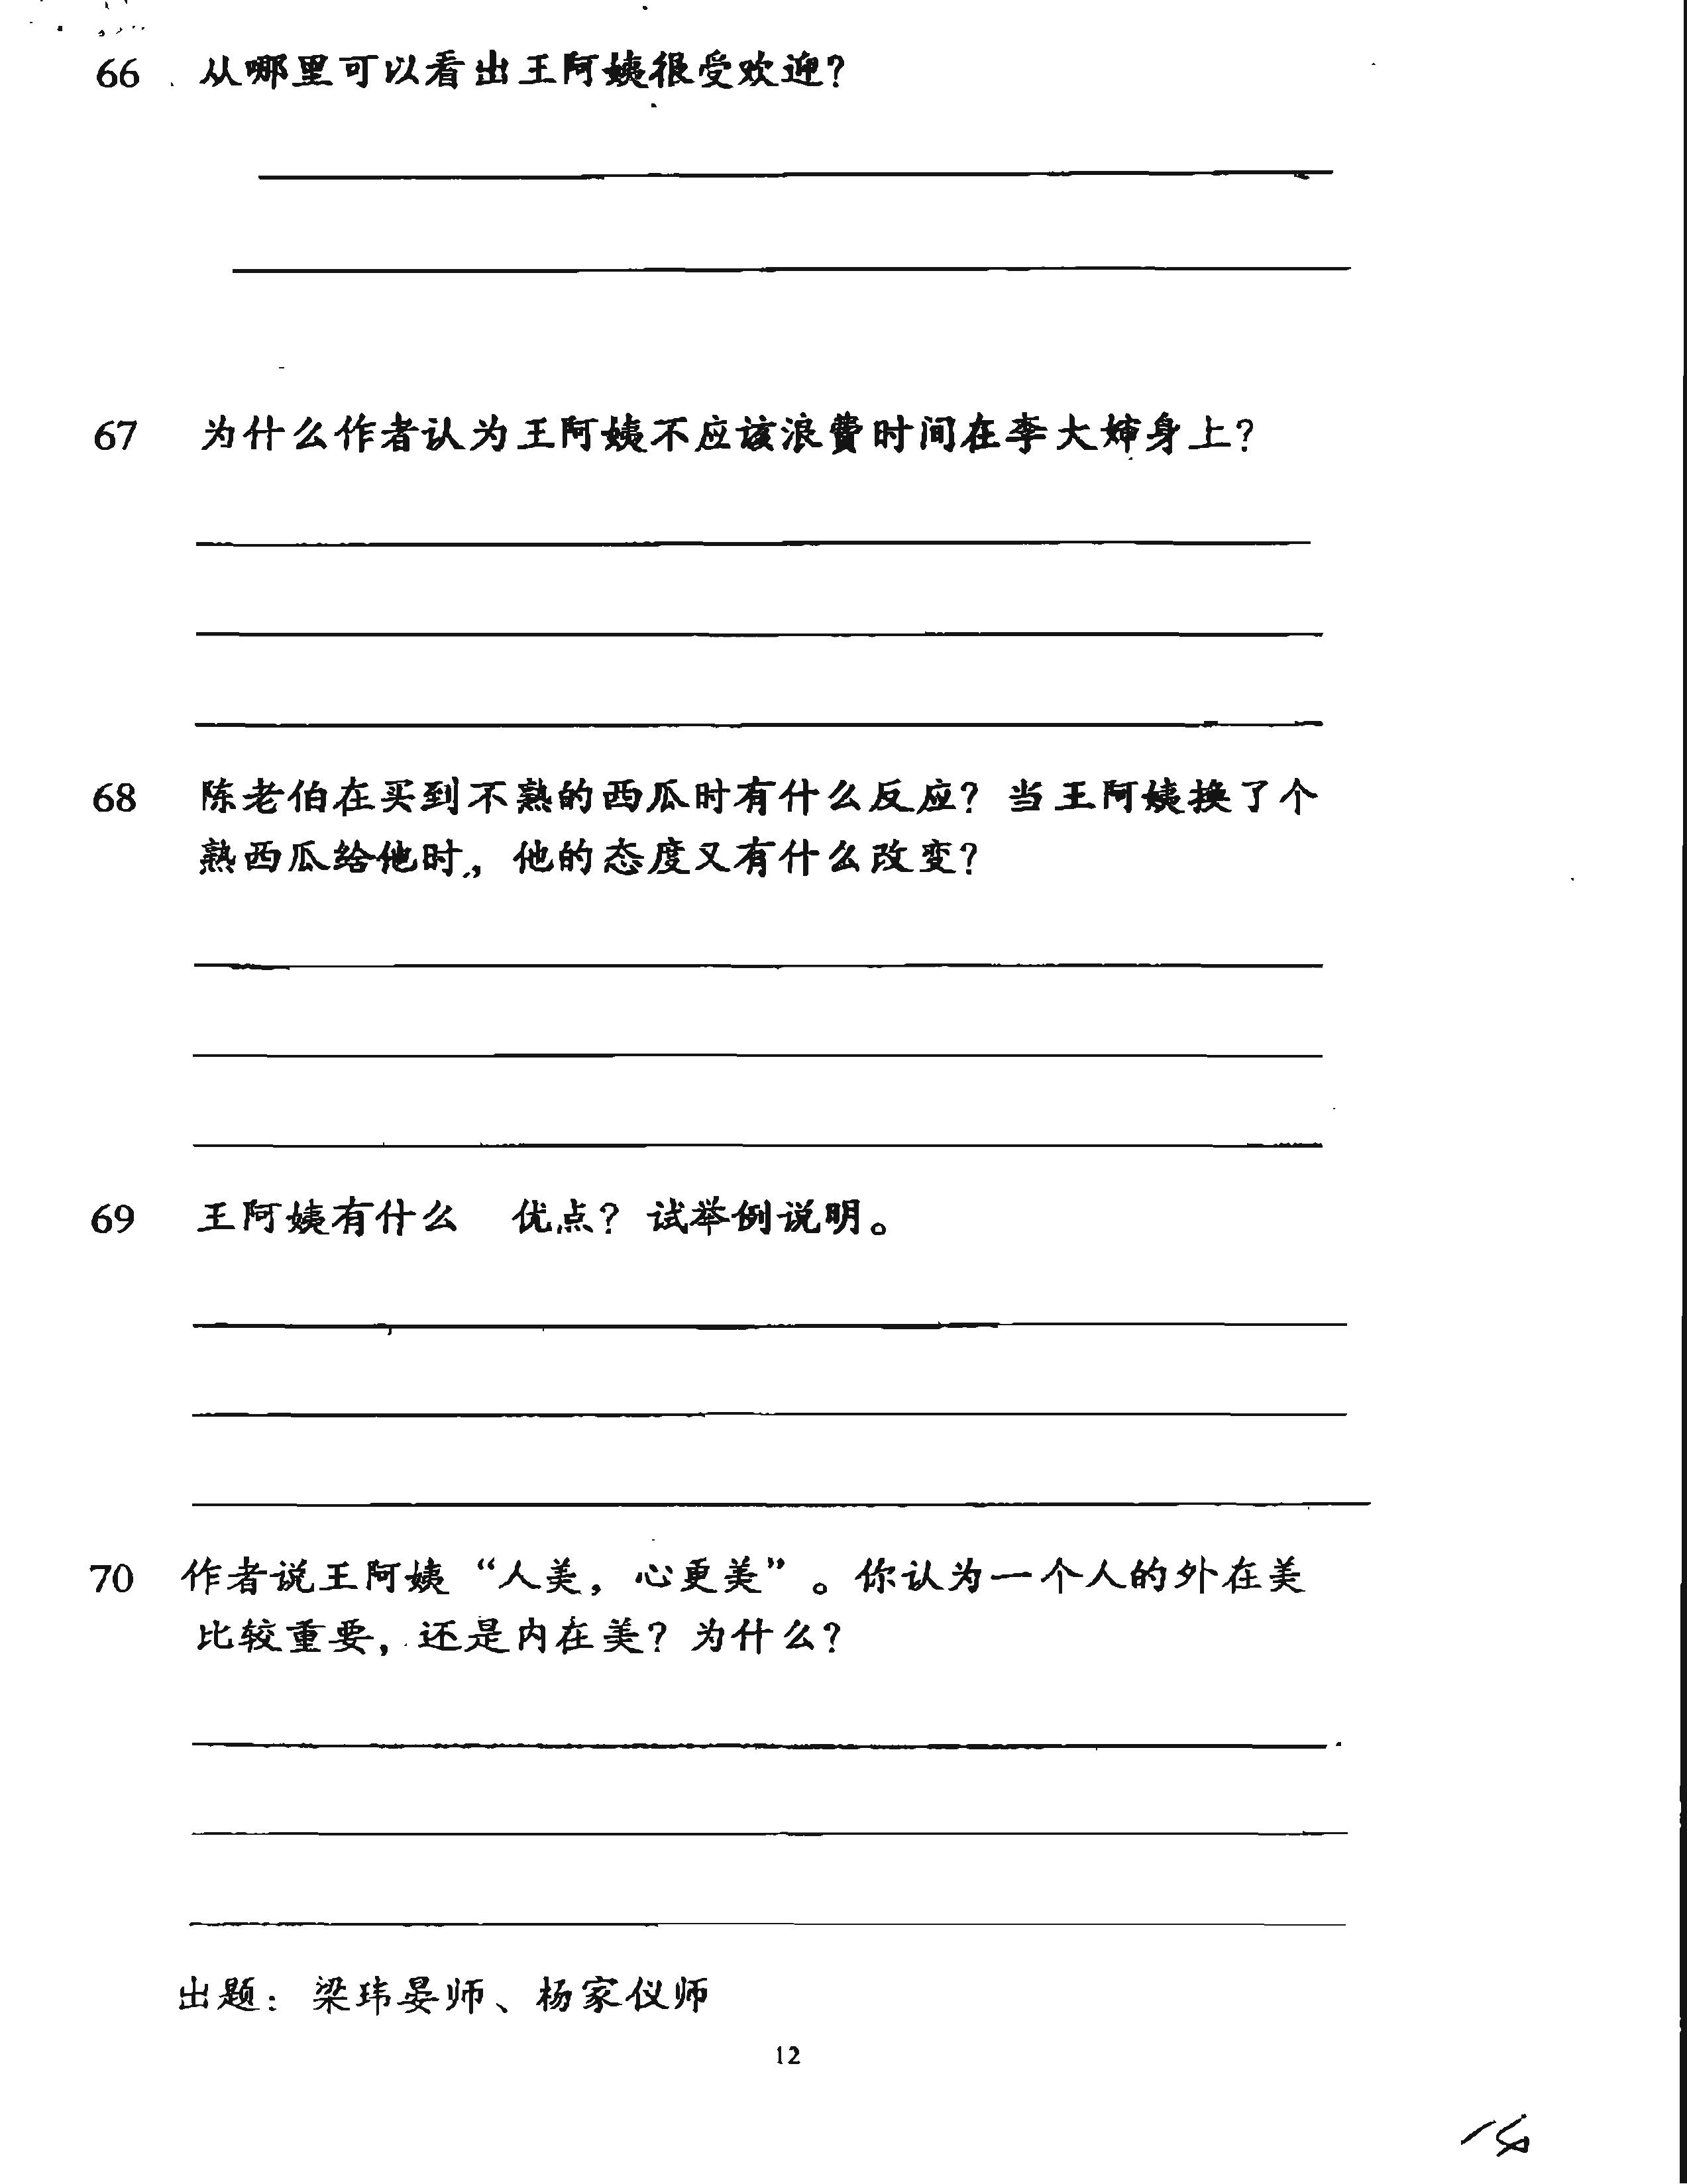 66 从哪里可以看出王阿姨很受欢迎？
67 为什么作者认为王阿姨不应该浪費时间在李大婶身上？
68 陈老伯在买到不熟的西瓜时有什么反应？当王阿姨换了个
熟西瓜给他时，他的态度又有什么改变？
69 王阿姨有什么 优点？试举例说明。
70 作者说王阿姨“人美，心更美”。你认为一个人的外在美
比较重要，还是内在美？为什么？
出题：梁玮晏师、杨家仪师
12